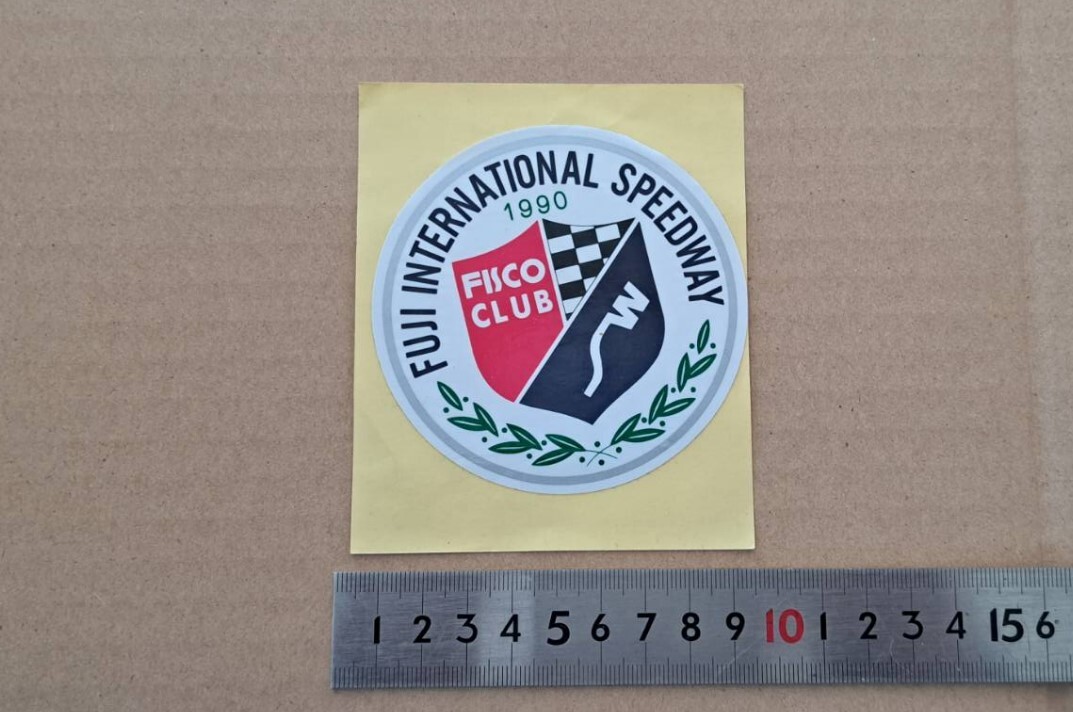 FUJI INTERNATIONAL SPEEDWAY
1990
FISCO
CLUB
1 2 3 4 5 6 7 8 9 10 1 2 3 4 15 6